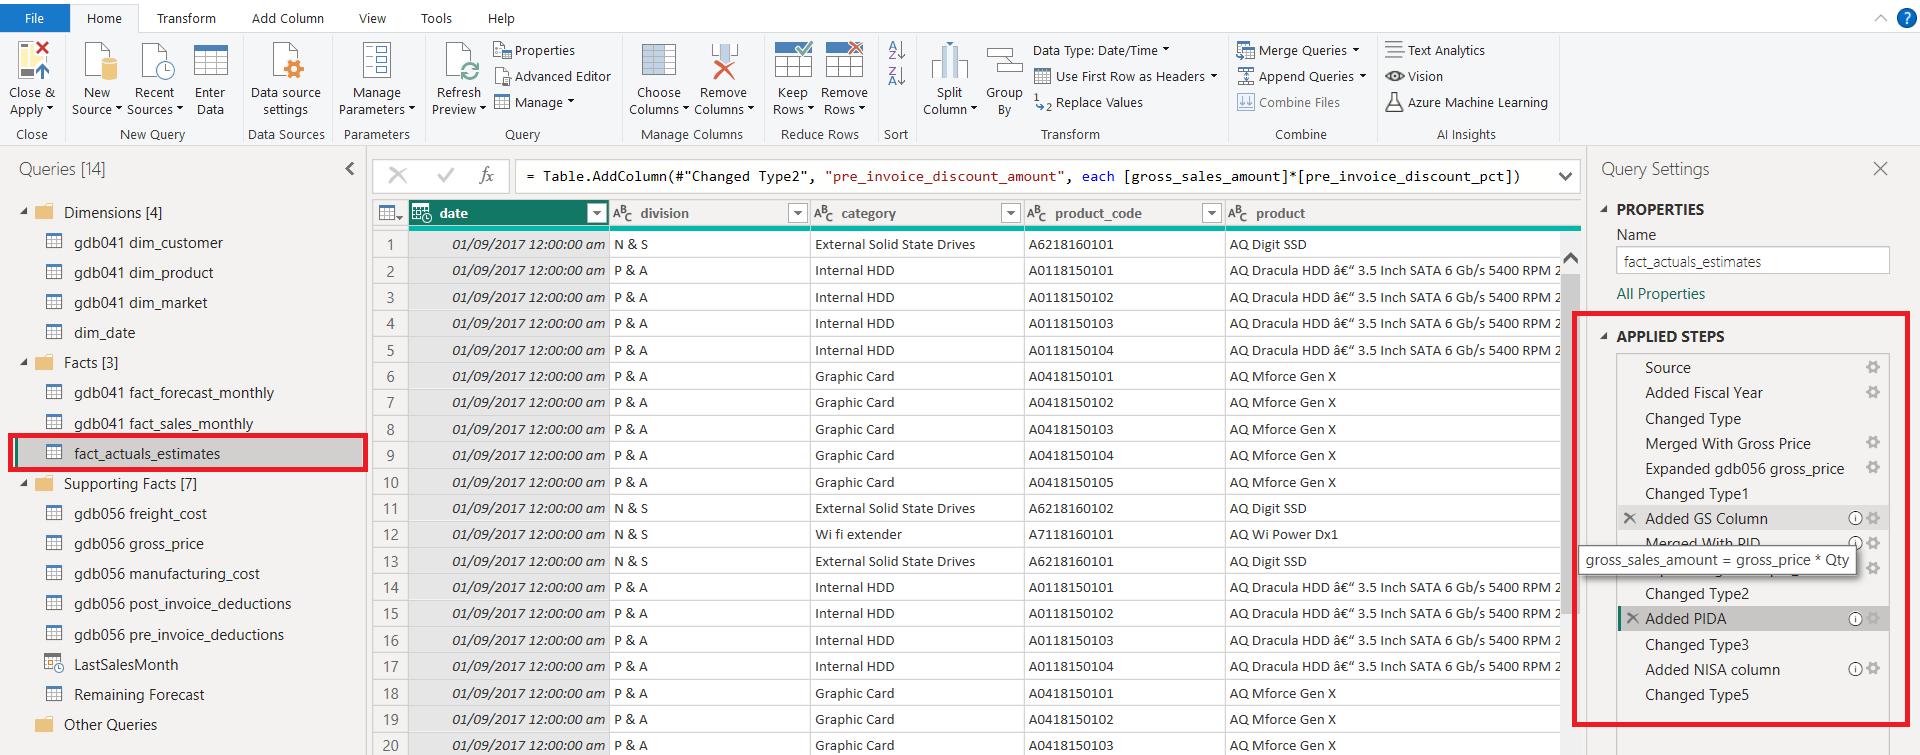 File Home Transform Add Column View Tools Help
Close & Apply
Close
New Source
Recent Sources
Enter Data
New Query
Data source settings
Data Sources
Manage Parameters
Parameters
Refresh Preview
Properties
Advanced Editor
Manage
Query
Choose Columns
Remove Columns
Manage Columns
Keep Rows
Remove Rows
Reduce Rows
Sort
Split Column
Group By
Data Type: Date/Time
Use First Row as Headers
Replace Values
Transform
Merge Queries
Append Queries
Combine Files
Combine
Text Analytics
Vision
Azure Machine Learning
AI Insights
Queries [14]
Dimensions [4]
gdb041 dim_customer
gdb041 dim_product
gdb041 dim_market
dim_date
Facts [3]
gdb041 fact_forecast_monthly
gdb041 fact_sales_monthly
fact_actuals_estimates
Supporting Facts [7]
gdb056 freight_cost
gdb056 gross_price
gdb056 manufacturing_cost
gdb056 post_invoice_deductions
gdb056 pre_invoice_deductions
LastSalesMonth
Remaining Forecast
Other Queries
fx = Table.AddColumn(#"Changed Type2", "pre_invoice_discount_amount", each [gross_sales_amount]*[pre_invoice_discount_pct])
date ABC division ABC category ABC product_code ABC product
1 01/09/2017 12:00:00 am N & S External Solid State Drives A6218160101 AQ Digit SSD
2 01/09/2017 12:00:00 am P & A Internal HDD A0118150101 AQ Dracula HDD â€“ 3.5 Inch SATA 6 Gb/s 5400 RPM 2
3 01/09/2017 12:00:00 am P & A Internal HDD A0118150102 AQ Dracula HDD â€“ 3.5 Inch SATA 6 Gb/s 5400 RPM 2
4 01/09/2017 12:00:00 am P & A Internal HDD A0118150103 AQ Dracula HDD â€“ 3.5 Inch SATA 6 Gb/s 5400 RPM 2
5 01/09/2017 12:00:00 am P & A Internal HDD A0118150104 AQ Dracula HDD â€“ 3.5 Inch SATA 6 Gb/s 5400 RPM 2
6 01/09/2017 12:00:00 am P & A Graphic Card A0418150101 AQ Mforce Gen X
7 01/09/2017 12:00:00 am P & A Graphic Card A0418150102 AQ Mforce Gen X
8 01/09/2017 12:00:00 am P & A Graphic Card A0418150103 AQ Mforce Gen X
9 01/09/2017 12:00:00 am P & A Graphic Card A0418150104 AQ Mforce Gen X
10 01/09/2017 12:00:00 am P & A Graphic Card A0418150105 AQ Mforce Gen X
11 01/09/2017 12:00:00 am N & S External Solid State Drives A6218160102 AQ Digit SSD
12 01/09/2017 12:00:00 am N & S Wi fi extender A7118160101 AQ Wi Power Dx1
13 01/09/2017 12:00:00 am N & S External Solid State Drives A6218160101 AQ Digit SSD
14 01/09/2017 12:00:00 am P & A Internal HDD A0118150101 AQ Dracula HDD â€“ 3.5 Inch SATA 6 Gb/s 5400 RPM 2
15 01/09/2017 12:00:00 am P & A Internal HDD A0118150102 AQ Dracula HDD â€“ 3.5 Inch SATA 6 Gb/s 5400 RPM 2
16 01/09/2017 12:00:00 am P & A Internal HDD A0118150103 AQ Dracula HDD â€“ 3.5 Inch SATA 6 Gb/s 5400 RPM 2
17 01/09/2017 12:00:00 am P & A Internal HDD A0118150104 AQ Dracula HDD â€“ 3.5 Inch SATA 6 Gb/s 5400 RPM 2
18 01/09/2017 12:00:00 am P & A Graphic Card A0418150101 AQ Mforce Gen X
19 01/09/2017 12:00:00 am P & A Graphic Card A0418150102 AQ Mforce Gen X
20 01/09/2017 12:00:00 am P & A Graphic Card A0418150103 AQ Mforce Gen X
Query Settings
PROPERTIES
Name
fact_actuals_estimates
All Properties
APPLIED STEPS
Source
Added Fiscal Year
Changed Type
Merged With Gross Price
Expanded gdb056 gross_price
Changed Type1
Added GS Column
Merged With PID
gross_sales_amount = gross_price * Qty
Changed Type2
Added PIDA
Changed Type3
Added NISA column
Changed Type5